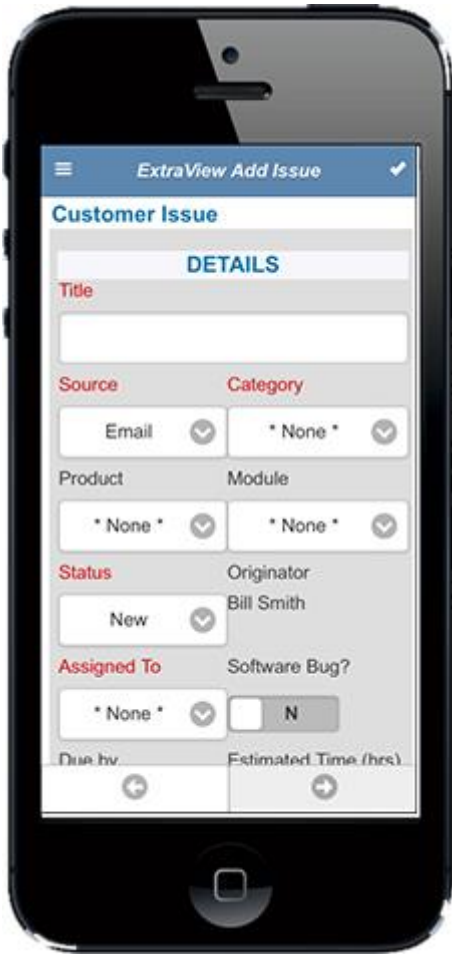 ExtraView Add Issue
Customer Issue
DETAILS
Title
Source Category
Email * None *
Product Module
* None * * None *
Status Originator
New Bill Smith
Assigned To Software Bug?
* None * N
Due by Estimated Time (hrs)